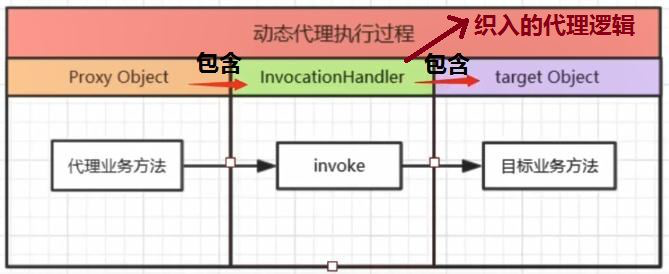 动态代理执行过程
织入的代理逻辑
Proxy Object
包含
InvocationHandler
包含
target Object
代理业务方法
invoke
目标业务方法